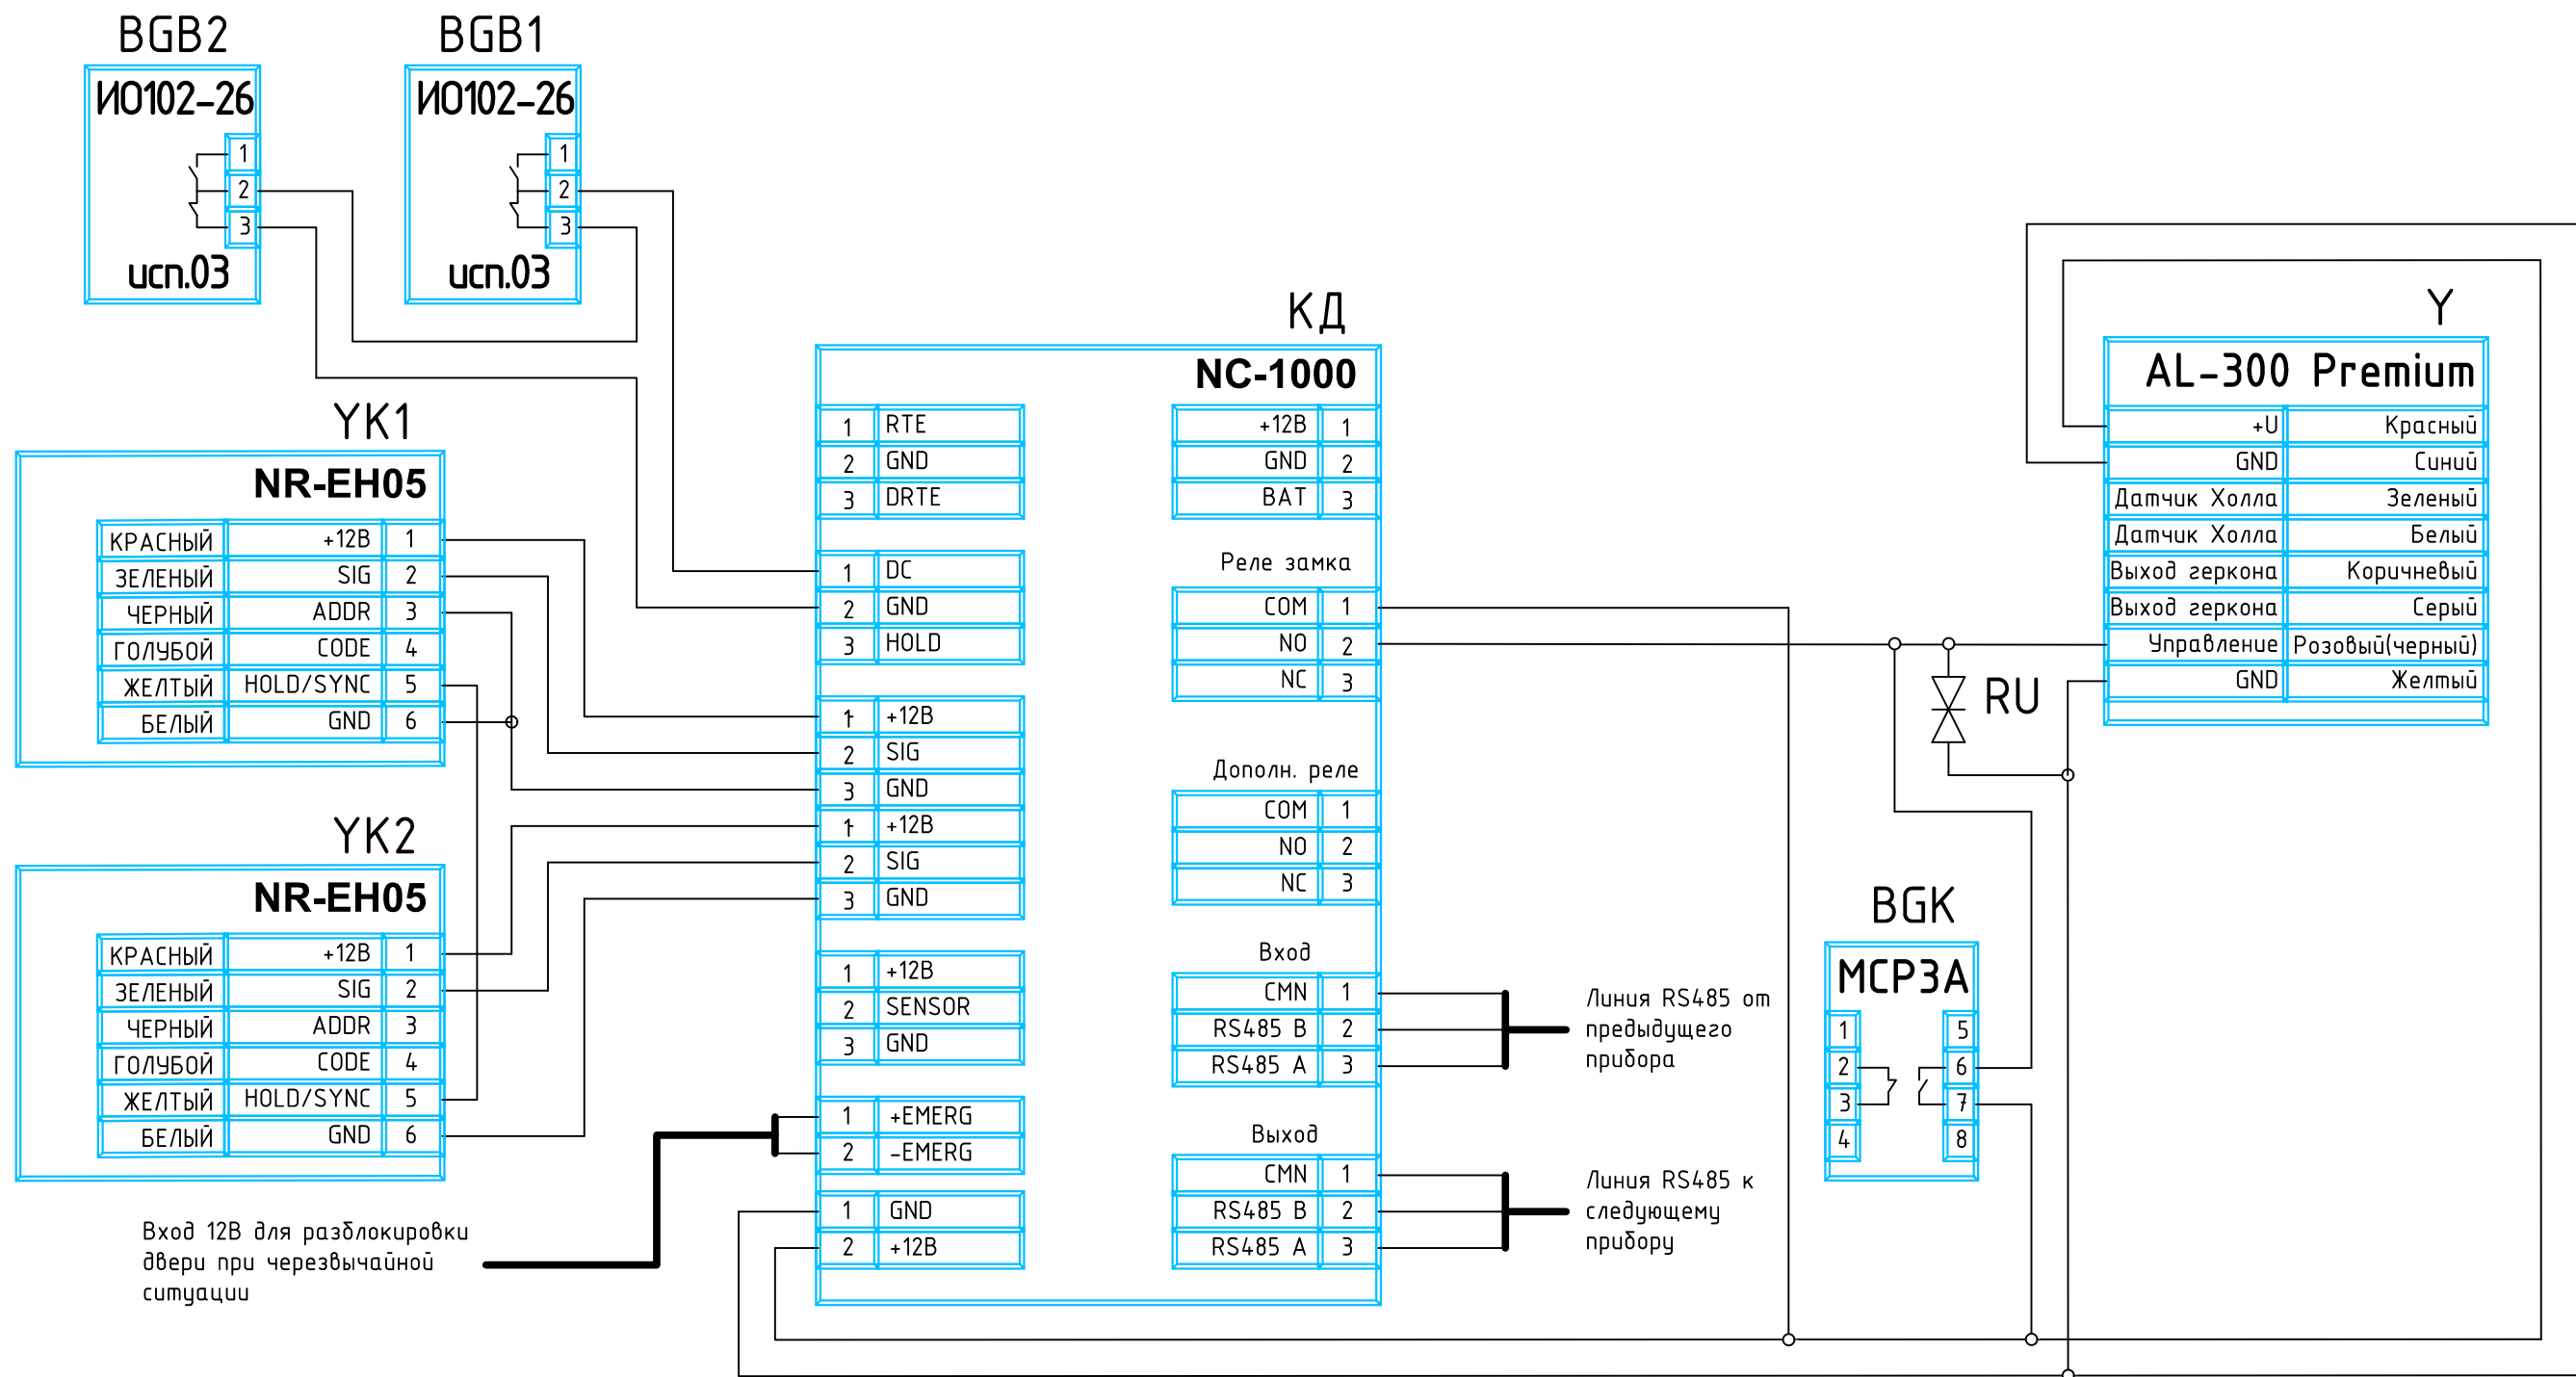 BGB2
ИО102-26
1
2
3
исп.03
BGB1
ИО102-26
1
2
3
исп.03
YK1
NR-EH05
КРАСНЫЙ +12В 1
ЗЕЛЕНЫЙ SIG 2
ЧЕРНЫЙ ADDR 3
ГОЛУБОЙ CODE 4
ЖЕЛТЫЙ HOLD/SYNC 5
БЕЛЫЙ GND 6
YK2
NR-EH05
КРАСНЫЙ +12В 1
ЗЕЛЕНЫЙ SIG 2
ЧЕРНЫЙ ADDR 3
ГОЛУБОЙ CODE 4
ЖЕЛТЫЙ HOLD/SYNC 5
БЕЛЫЙ GND 6
Вход 12В для разблокировки
двери при черезвычайной
ситуации
КД
NC-1000
1 RTE
2 GND
3 DRTE
1 DC
2 GND
3 HOLD
1 +12В
2 SIG
3 GND
1 +12В
2 SIG
3 GND
1 +12В
2 SENSOR
3 GND
1 +EMERG
2 -EMERG
1 GND
2 +12В
+12В 1
GND 2
BAT 3
Реле замка
COM 1
NO 2
NC 3
Дополн. реле
COM 1
NO 2
NC 3
Вход
CMN 1
RS485 B 2
RS485 A 3
Выход
CMN 1
RS485 B 2
RS485 A 3
Линия RS485 от
предыдущего
прибора
Линия RS485 к
следующему
прибору
Y
AL-300 Premium
+U Красный
GND Синий
Датчик Холла Зеленый
Датчик Холла Белый
Выход геркона Коричневый
Выход геркона Серый
Управление Розовый(черный)
GND Желтый
RU
BGK
MCP3A
1 5
2 6
3 7
4 8